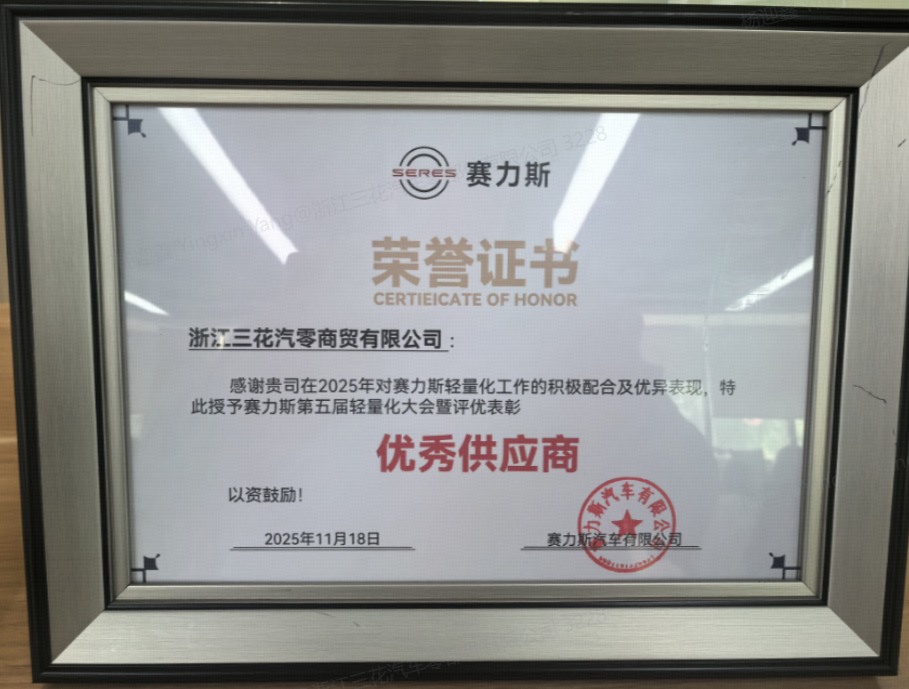 SERES 赛力斯
荣誉证书
CERTIEICATE OF HONOR
浙江三花汽零商贸有限公司：
感谢贵司在2025年对赛力斯轻量化工作的积极配合及优异表现，特
此授予赛力斯第五届轻量化大会暨评优表彰
优秀供应商
以资鼓励！
2025年11月18日
赛力斯汽车有限公司